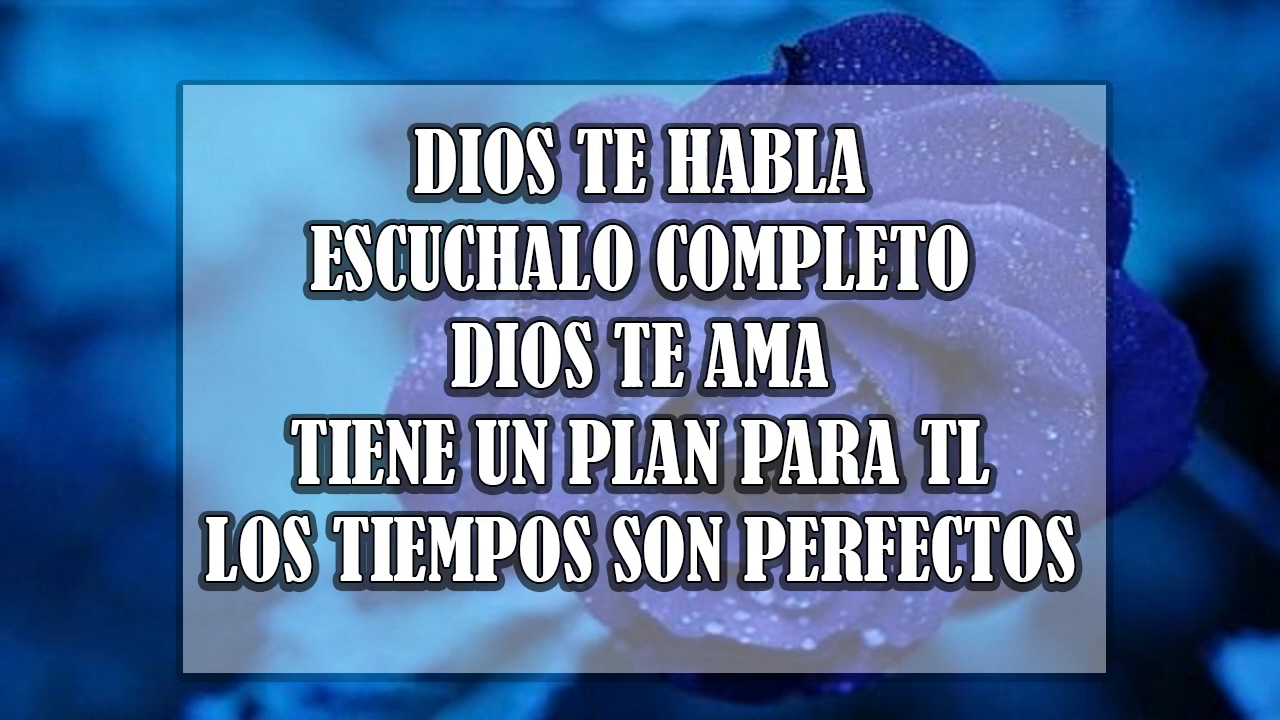 DIOS TE HABLA
ESCUCHALO COMPLETO
DIOS TE AMA
TIENE UN PLAN PARA TI.
LOS TIEMPOS SON PERFECTOS